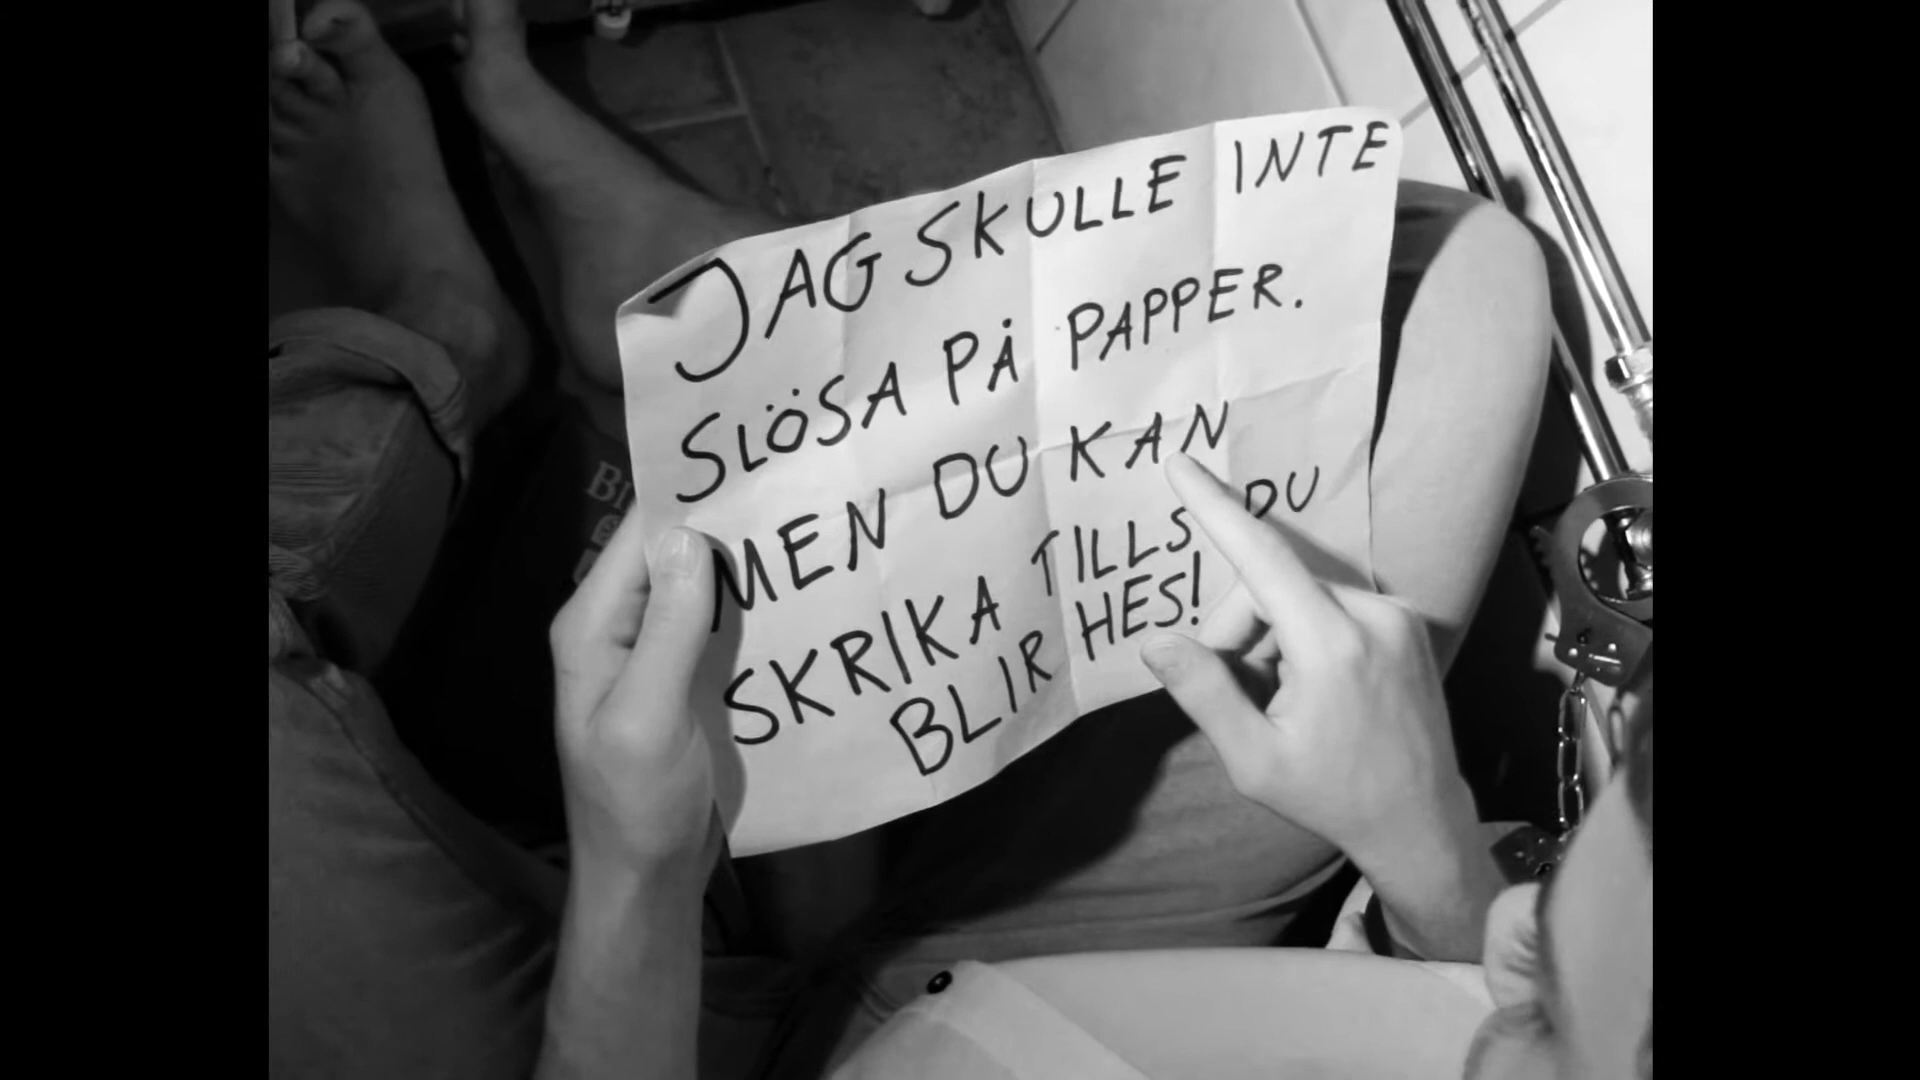 JAG SKULLE INTE
SLÖSA PÅ PAPPER.
MEN DU KAN
SKRIKA TILLS DU
BLIR HES!